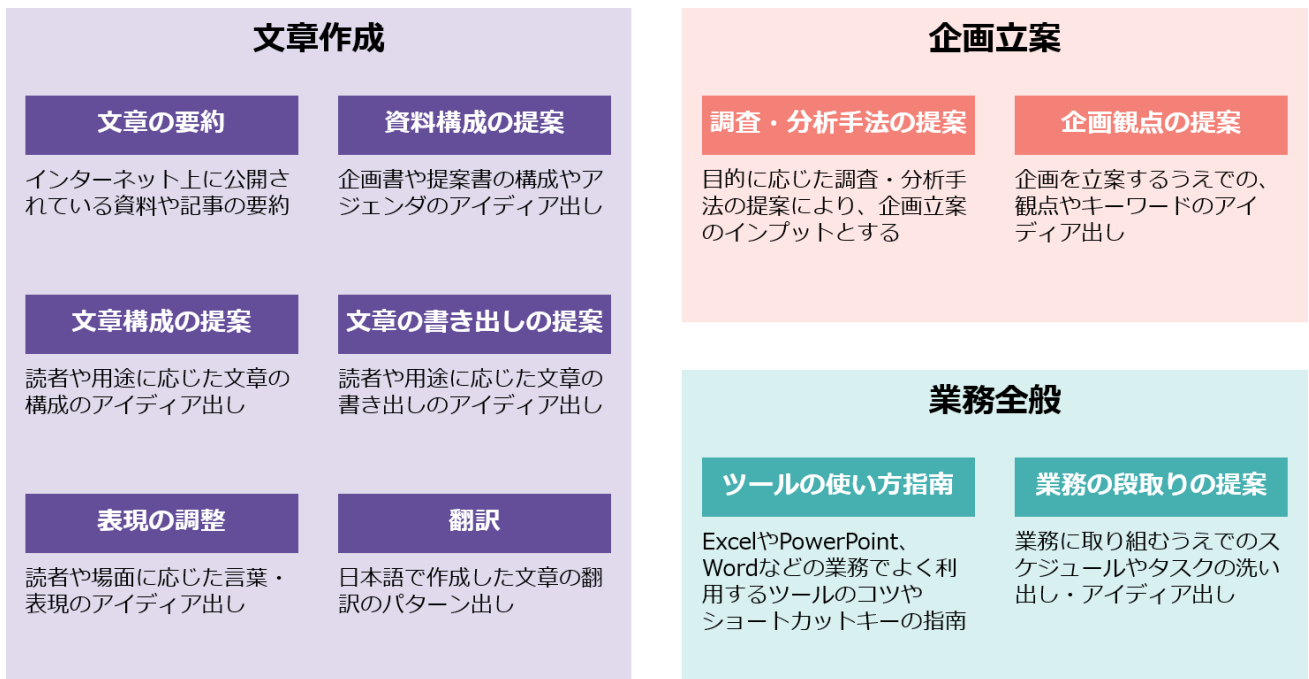 文章作成
文章の要約
インターネット上に公開さ
れている資料や記事の要約
資料構成の提案
企画書や提案書の構成やア
ジェンダのアイディア出し
文章構成の提案
読者や用途に応じた文章の
構成のアイディア出し
文章の書き出しの提案
読者や用途に応じた文章の
書き出しのアイディア出し
表現の調整
読者や場面に応じた言葉・
表現のアイディア出し
翻訳
日本語で作成した文章の翻
訳のパターン出し
企画立案
調査・分析手法の提案
目的に応じた調査・分析手
法の提案により、企画立案
のインプットとする
企画観点の提案
企画を立案するうえでの、
観点やキーワードのアイ
ディア出し
業務全般
ツールの使い方指南
ExcelやPowerPoint、
Wordなどの業務でよく利
用するツールのコツや
ショートカットキーの指南
業務の段取りの提案
業務に取り組むうえでのス
ケジュールやタスクの洗い
出し・アイディア出し